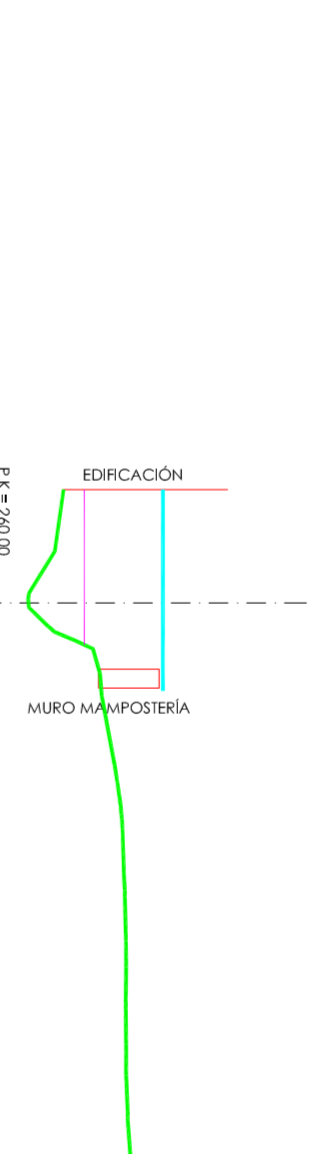 EDIFICACIÓN
P.K = 260.00
MURO MAMPOSTERÍA